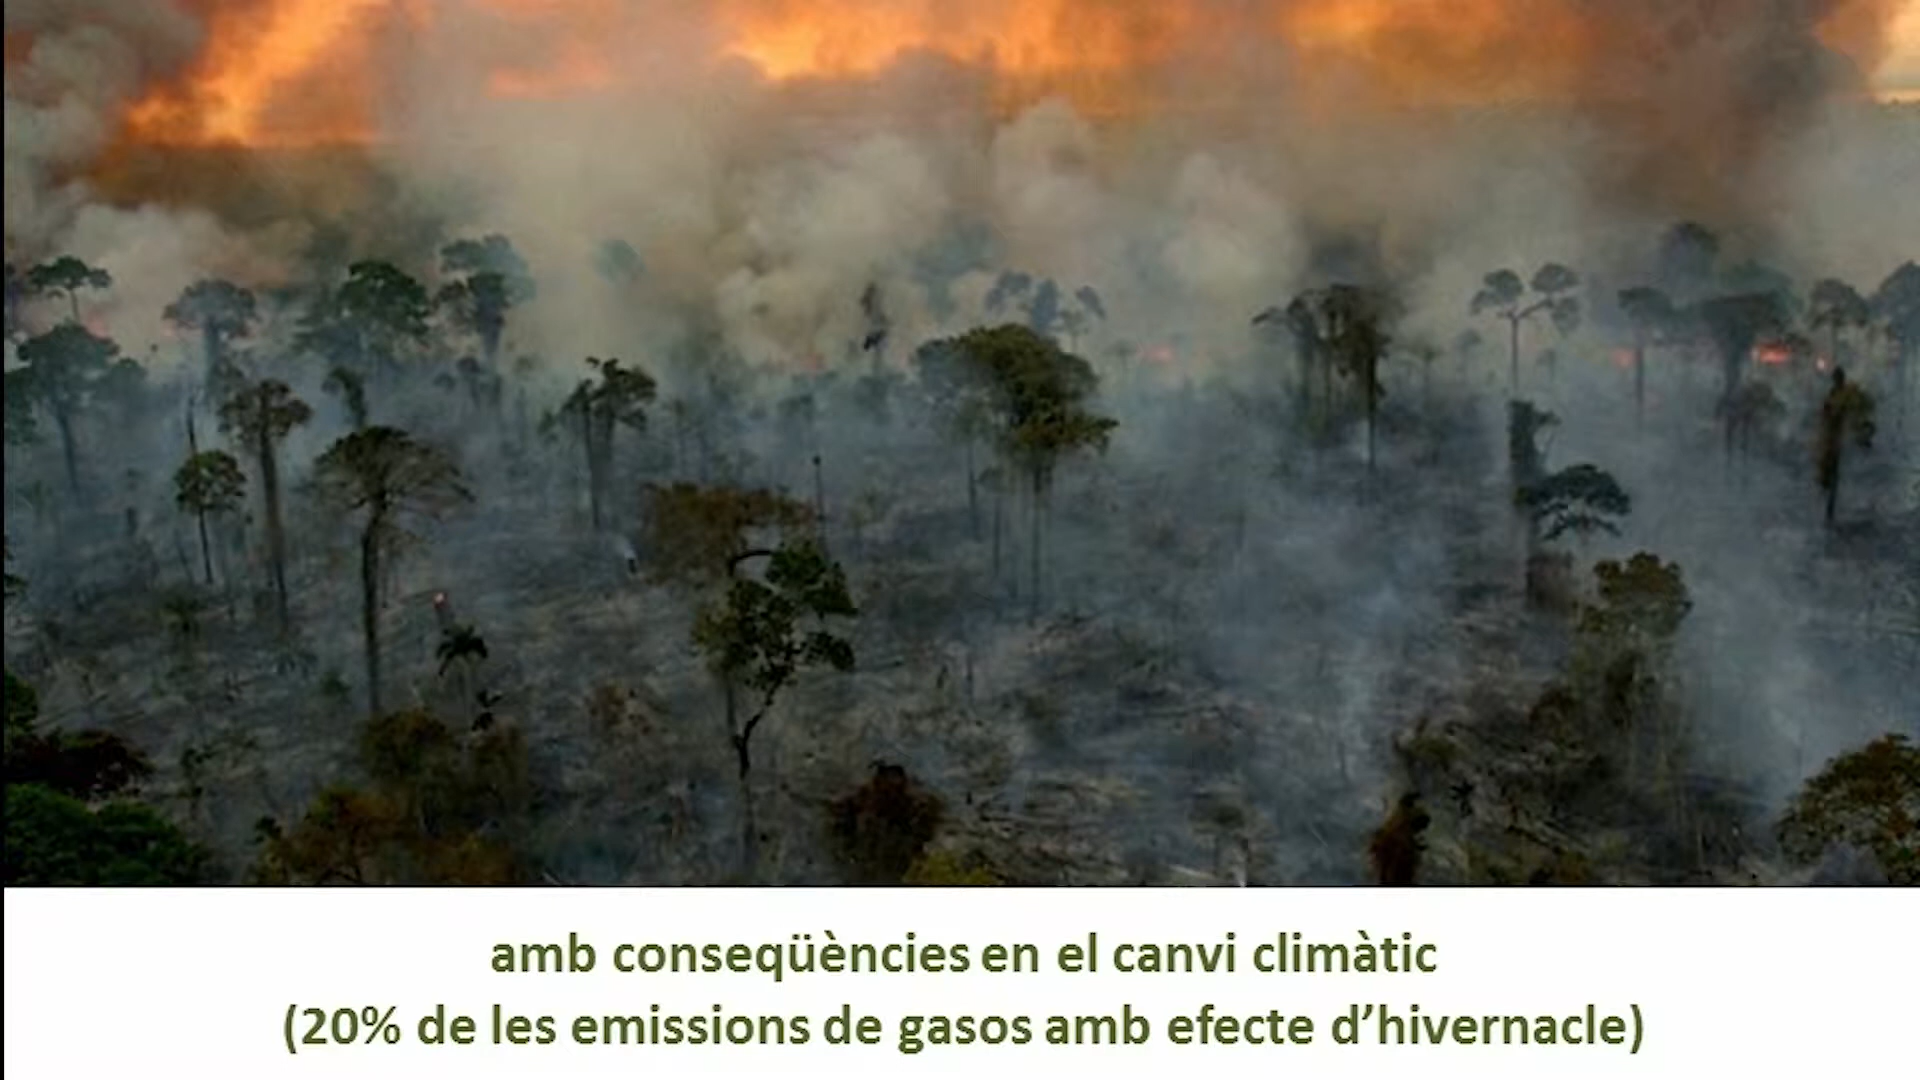 amb conseqüències en el canvi climàtic
(20% de les emissions de gasos amb efecte d’hivernacle)